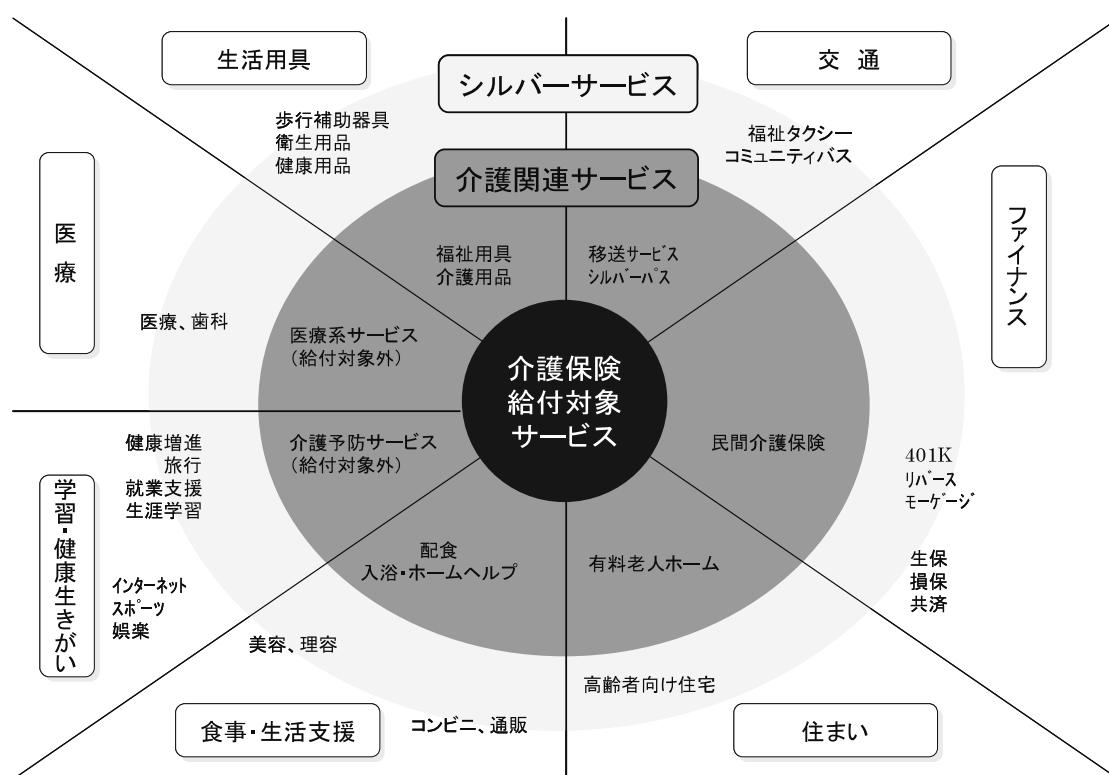 生活用具
シルバーサービス
交 通
歩行補助器具
衛生用品
健康用品
福祉タクシー
コミュニティバス
介護関連サービス
医療
ファイナンス
福祉用具
介護用品
移送サービス
シルバーパス
医療、歯科
医療系サービス
(給付対象外)
介護保険
給付対象
サービス
健康増進
旅行
就業支援
生涯学習
介護予防サービス
(給付対象外)
民間介護保険
401K
リバース
モーゲージ
学習・健康生きがい
配食
入浴・ホームヘルプ
有料老人ホーム
生保
損保
共済
インターネット
スポーツ
娯楽
美容、理容
高齢者向け住宅
食事・生活支援
コンビニ、通販
住まい